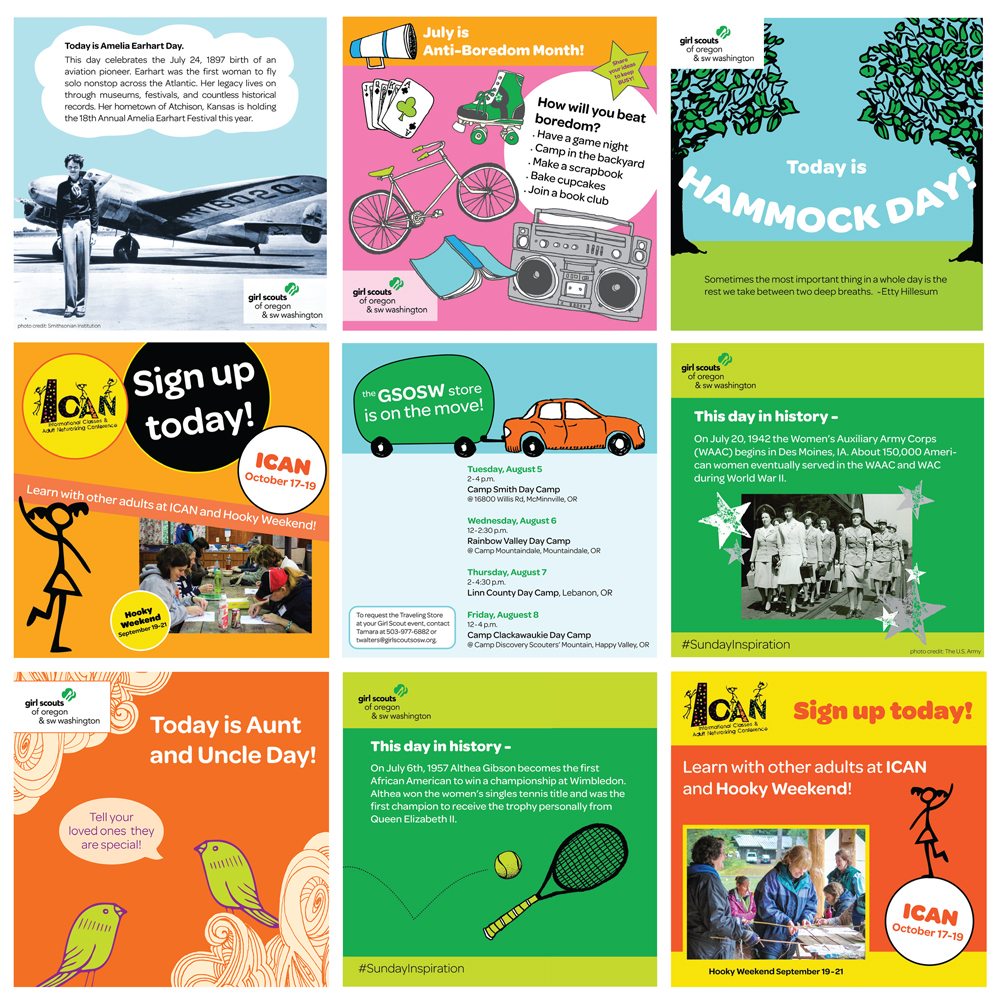 Today is Amelia Earhart Day.
This day celebrates the July 24, 1897 birth of an
aviation pioneer. Earhart was the first woman to fly
solo nonstop across the Atlantic. Her legacy lives on
through museums, festivals, and countless historical
records. Her hometown of Atchison, Kansas is holding
the 18th Annual Amelia Earhart Festival this year.
NR16020
girl scouts
of oregon
& sw washington
photo credit: Smithsonian Institution
July is
Anti-Boredom Month!
Share
your ideas
to keep
BUSY!
How will you beat
boredom?
. Have a game night
. Camp in the backyard
. Make a scrapbook
. Bake cupcakes
. Join a book club
girl scouts
of oregon
& sw washington
girl scouts
of oregon
& sw washington
Today is
HAMMOCK DAY!
Sometimes the most important thing in a whole day is the
rest we take between two deep breaths. ~Etty Hillesum
ICAN
Informational Classes &
Adult Networking Conference
Sign up
today!
ICAN
October 17-19
Learn with other adults at ICAN and Hooky Weekend!
Hooky
Weekend
September 19-21
the GSOSW store
is on the move!
Tuesday, August 5
2-4 p.m.
Camp Smith Day Camp
@ 16800 Willis Rd, McMinnville, OR
Wednesday, August 6
12-2:30 p.m.
Rainbow Valley Day Camp
@ Camp Mountaindale, Mountaindale, OR
Thursday, August 7
2-4:30 p.m.
Linn County Day Camp, Lebanon, OR
Friday, Auguest 8
12-4 p.m.
Camp Clackawaukie Day Camp
@ Camp Discovery Scouters' Mountain, Happy Valley, OR
To request the Traveling Store
at your Girl Scout event, contact
Tamara at 503-977-6882 or
twalters@girlscoutsosw.org.
girl scouts
of oregon
& sw washington
This day in history -
On July 20, 1942 the Women's Auxiliary Army Corps
(WAAC) begins in Des Moines, IA. About 150,000 Ameri-
can women eventually served in the WAAC and WAC
during World War II.
#SundayInspiration
photo credit: The U.S. Army
girl scouts
of oregon
& sw washington
Today is Aunt
and Uncle Day!
Tell your
loved ones they
are special!
girl scouts
of oregon
& sw washington
This day in history -
On July 6th, 1957 Althea Gibson becomes the first
African American to win a championship at Wimbledon.
Althea won the women's singles tennis title and was the
first champion to receive the trophy personally from
Queen Elizabeth II.
#SundayInspiration
ICAN
Informational Classes &
Adult Networking Conference
Sign up today!
Learn with other adults at ICAN
and Hooky Weekend!
ICAN
October 17-19
Hooky Weekend September 19-21